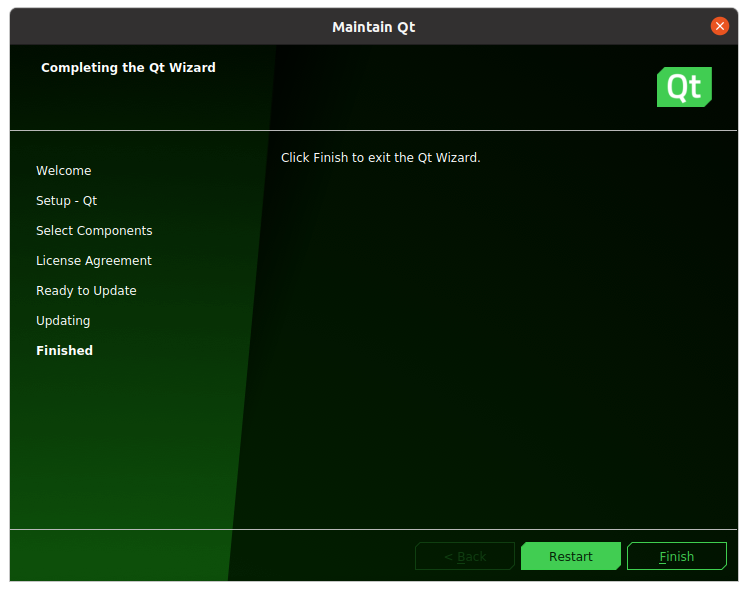 Maintain Qt
Completing the Qt Wizard
Qt
Click Finish to exit the Qt Wizard.
Welcome
Setup - Qt
Select Components
License Agreement
Ready to Update
Updating
Finished
< Back
Restart
Finish